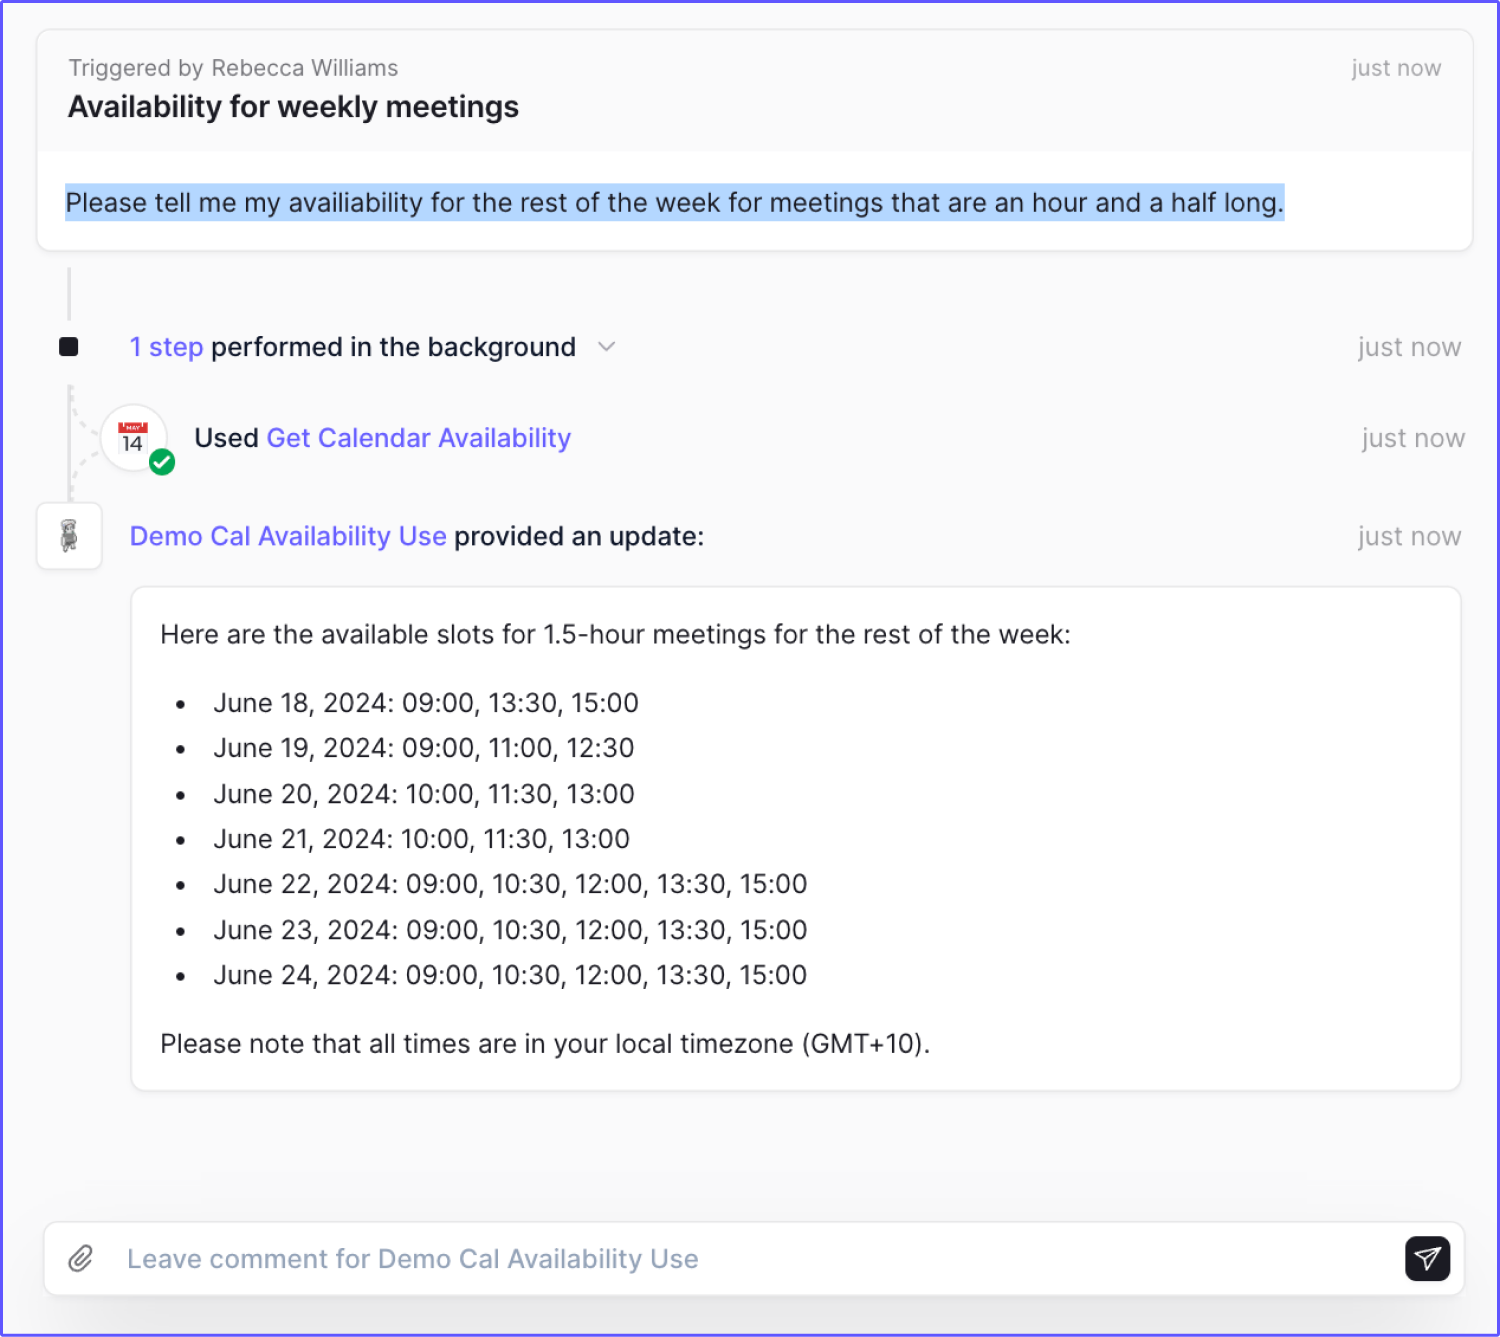 Triggered by Rebecca Williams
just now
Availability for weekly meetings
Please tell me my availiability for the rest of the week for meetings that are an hour and a half long.
1 step performed in the background
just now
MAY
14
Used Get Calendar Availability
just now
Demo Cal Availability Use provided an update:
just now
Here are the available slots for 1.5-hour meetings for the rest of the week:
• June 18, 2024: 09:00, 13:30, 15:00
• June 19, 2024: 09:00, 11:00, 12:30
• June 20, 2024: 10:00, 11:30, 13:00
• June 21, 2024: 10:00, 11:30, 13:00
• June 22, 2024: 09:00, 10:30, 12:00, 13:30, 15:00
• June 23, 2024: 09:00, 10:30, 12:00, 13:30, 15:00
• June 24, 2024: 09:00, 10:30, 12:00, 13:30, 15:00
Please note that all times are in your local timezone (GMT+10).
Leave comment for Demo Cal Availability Use